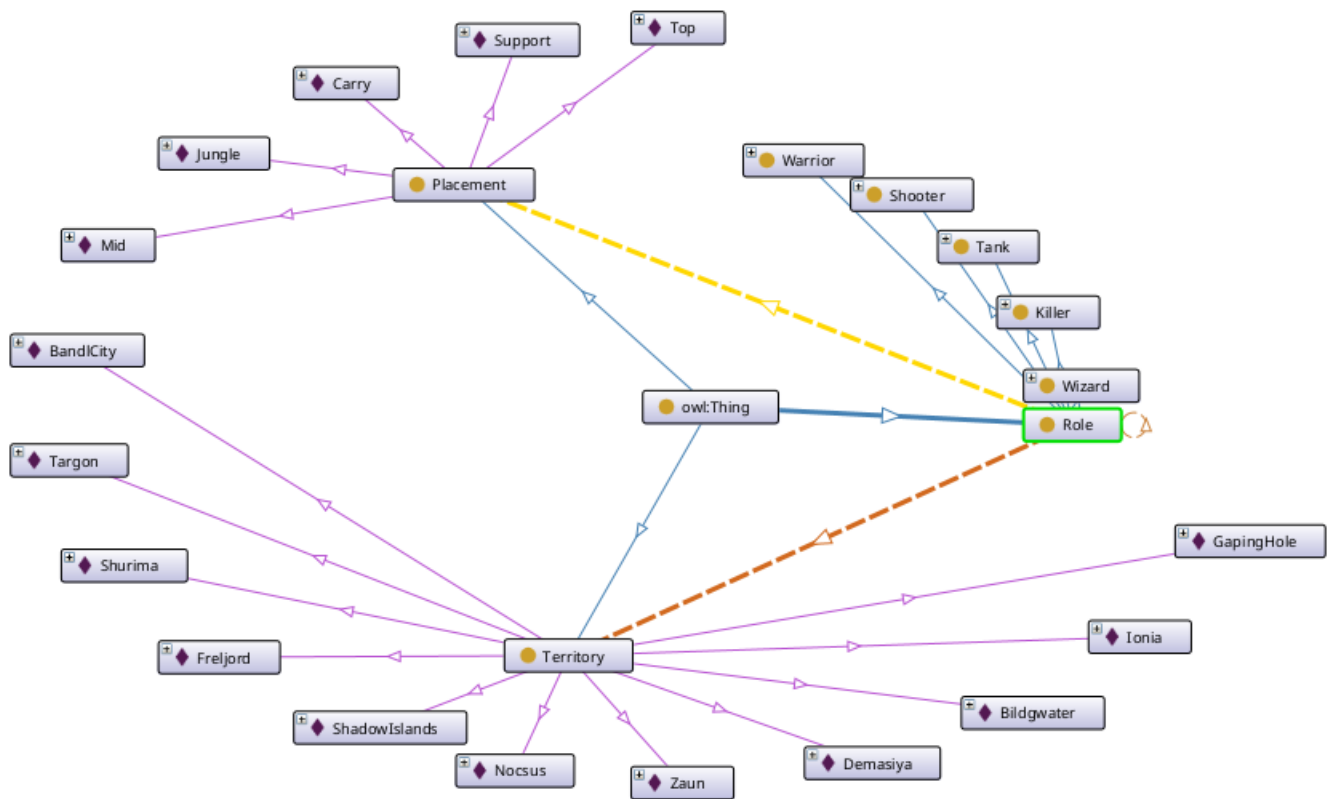 Top
Support
Carry
Jungle
Placement
Mid
Warrior
Shooter
Tank
Killer
Wizard
Role
owl:Thing
BandlCity
Targon
Shurima
Freljord
Territory
ShadowIslands
Nocsus
Zaun
Demasiya
Bildgwater
Ionia
GapingHole